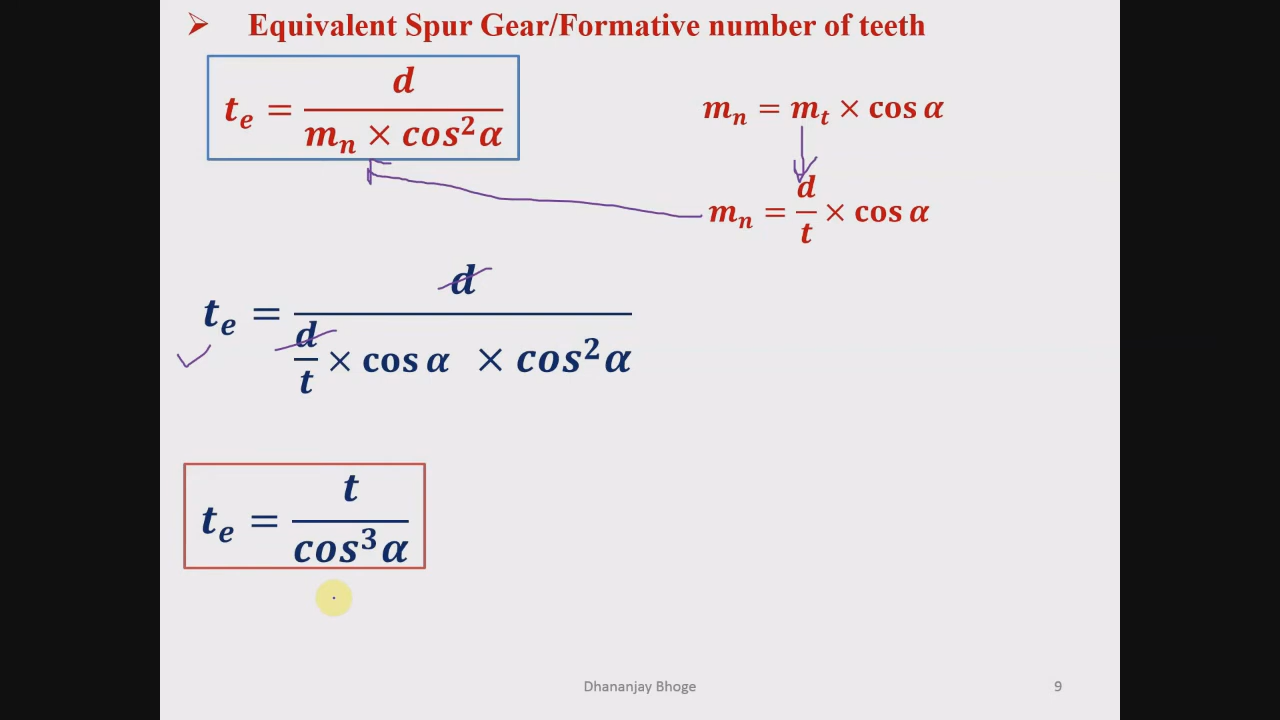 ➢ Equivalent Spur Gear/Formative number of teeth
tₑ = d / (mₙ × cos²α)
mₙ = mₜ × cos α
mₙ = d/t × cos α
tₑ = d / (d/t × cos α × cos²α)
tₑ = t / cos³α
Dhananjay Bhoge
9